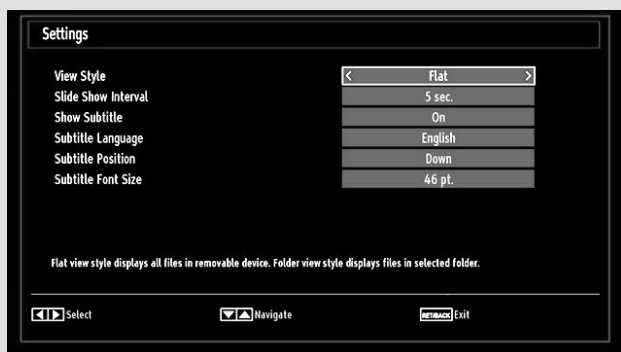 Settings
View Style < Flat >
Slide Show Interval 5 sec.
Show Subtitle On
Subtitle Language English
Subtitle Position Down
Subtitle Font Size 46 pt.
Flat view style displays all files in removable device. Folder view style displays files in selected folder.
Select Navigate RET/BACK Exit